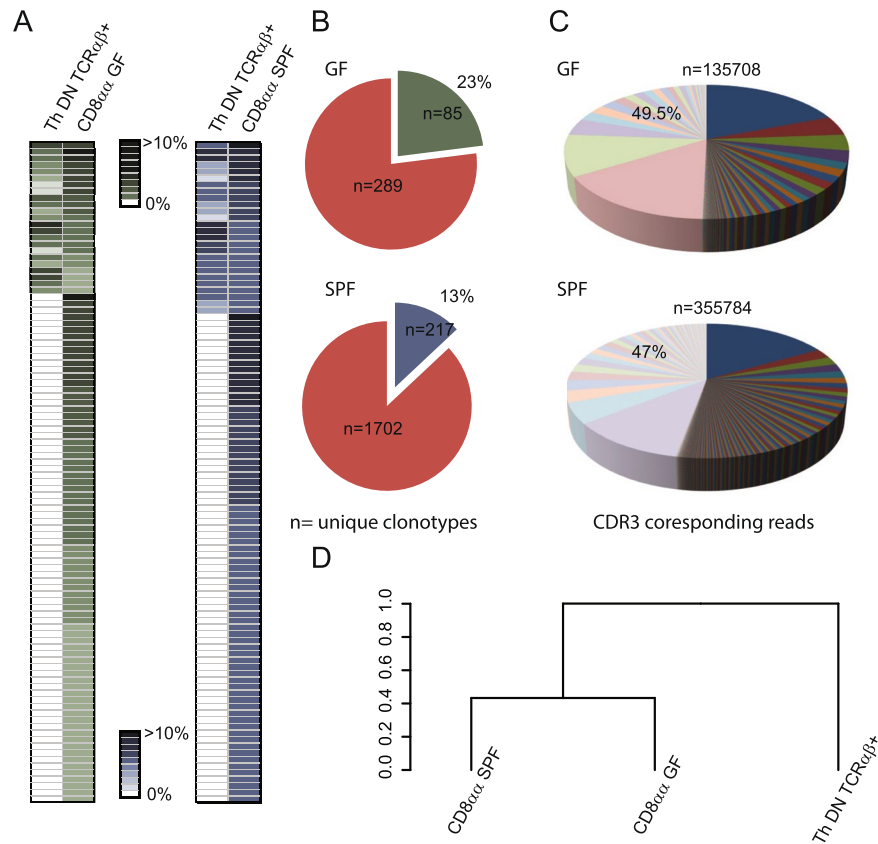 A
Th DN TCRαβ+
CD8αα GF
>10%
0%
Th DN TCRαβ+
CD8αα SPF
>10%
0%
B
GF
23%
n=85
n=289
SPF
13%
n=217
n=1702
n= unique clonotypes
C
GF
n=135708
49.5%
SPF
n=355784
47%
CDR3 coresponding reads
D
1.0
0.8
0.6
0.4
0.2
0.0
CD8αα SPF
CD8αα GF
Th DN TCRαβ+